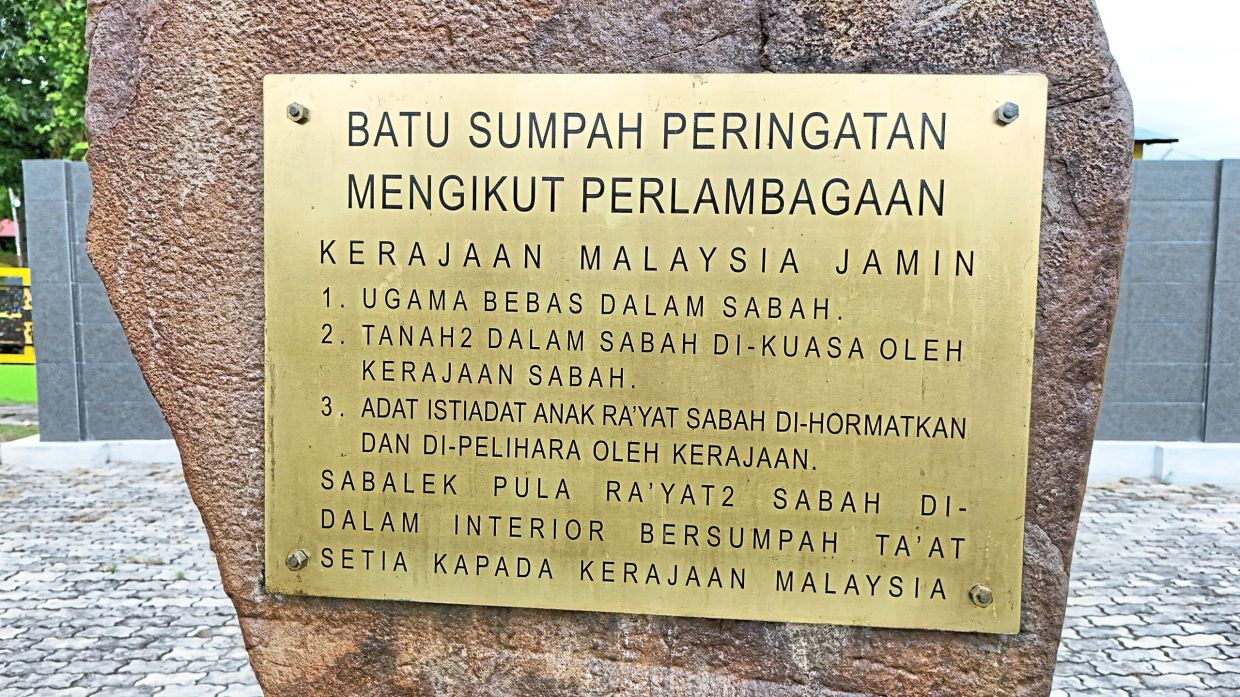 BATU SUMPAH PERINGATAN
MENGIKUT PERLAMBAGAAN
KERAJAAN MALAYSIA JAMIN
1. UGAMA BEBAS DALAM SABAH.
2. TANAH2 DALAM SABAH DI-KUASA OLEH
KERAJAAN SABAH.
3. ADAT ISTIADAT ANAK RA'YAT SABAH DI-HORMATKAN
DAN DI-PELIHARA OLEH KERAJAAN.
SABALEK PULA RA'YAT2 SABAH DI-
DALAM INTERIOR BERSUMPAH TA'AT
SETIA KAPADA KERAJAAN MALAYSIA